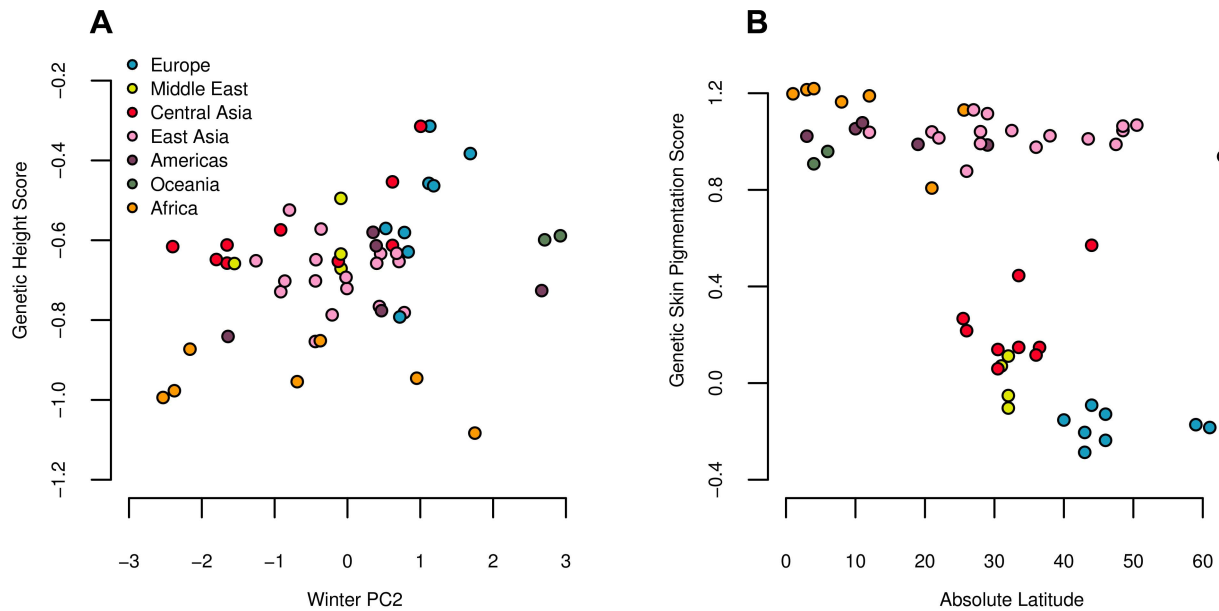 A
Europe
Middle East
Central Asia
East Asia
Americas
Oceania
Africa
Genetic Height Score
−0.2
−0.4
−0.6
−0.8
−1.0
−1.2
−3 −2 −1 0 1 2 3
Winter PC2
B
Genetic Skin Pigmentation Score
1.2
0.8
0.4
0.0
−0.4
0 10 20 30 40 50 60
Absolute Latitude